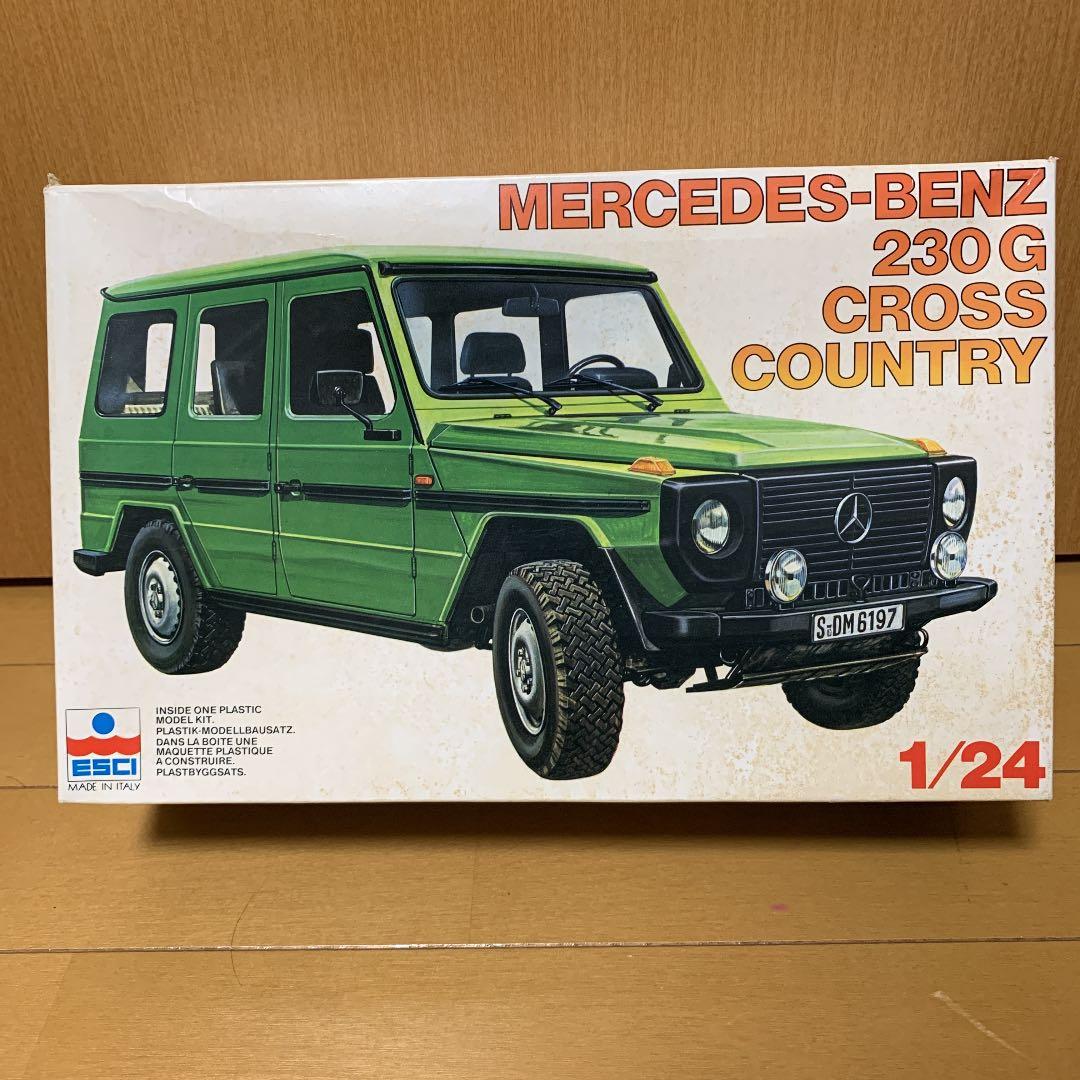 MERCEDES-BENZ
230 G
CROSS
COUNTRY
S-DM 6197
INSIDE ONE PLASTIC
MODEL KIT.
PLASTIK-MODELLBAUSATZ.
DANS LA BOITE UNE
MAQUETTE PLASTIQUE
A CONSTRUIRE.
PLASTBYGGSATS.
ESCI
MADE IN ITALY
1/24